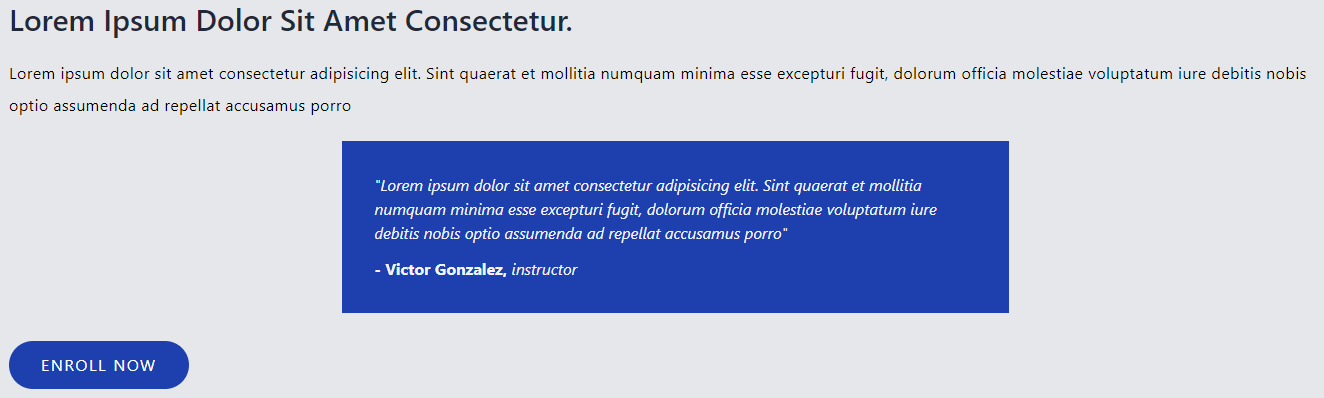 Lorem Ipsum Dolor Sit Amet Consectetur.
Lorem ipsum dolor sit amet consectetur adipisicing elit. Sint quaerat et mollitia numquam minima esse excepturi fugit, dolorum officia molestiae voluptatum iure debitis nobis
optio assumenda ad repellat accusamus porro
"Lorem ipsum dolor sit amet consectetur adipisicing elit. Sint quaerat et mollitia
numquam minima esse excepturi fugit, dolorum officia molestiae voluptatum iure
debitis nobis optio assumenda ad repellat accusamus porro"
- Victor Gonzalez, instructor
ENROLL NOW